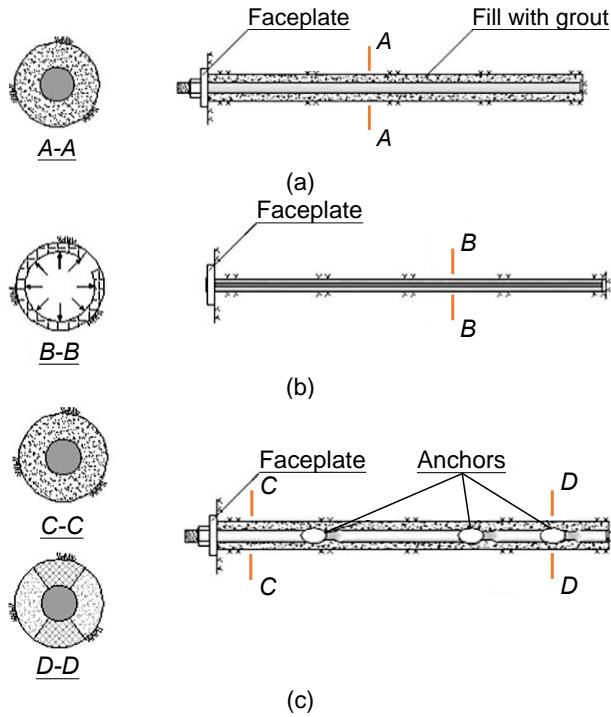 Faceplate
Fill with grout
A
A-A
A
(a)
Faceplate
B
B-B
B
(b)
Faceplate
Anchors
C
D
C-C
C
D
D-D
(c)